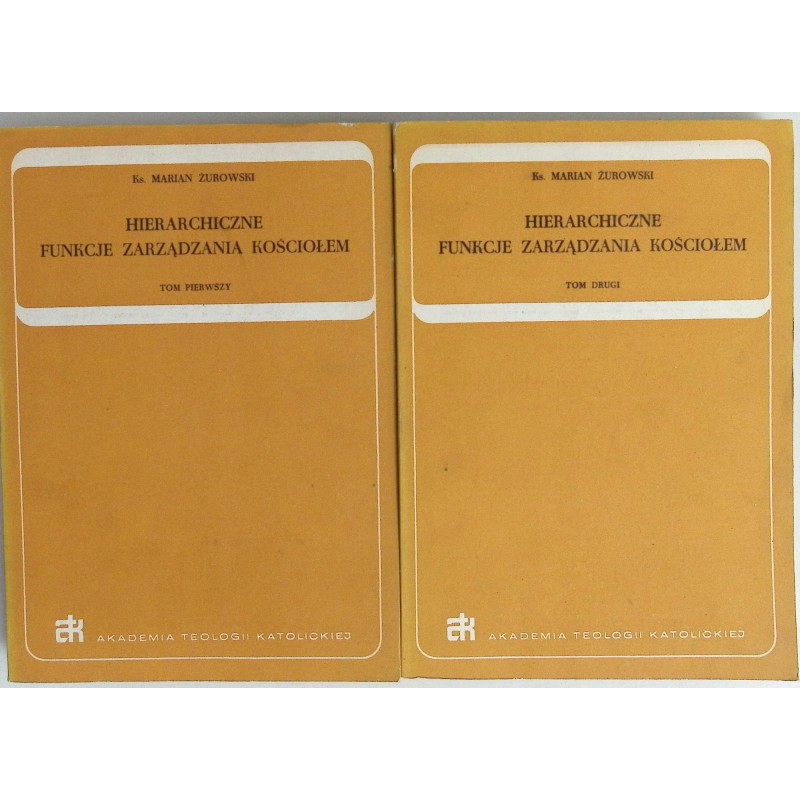 Ks. MARIAN ŻUROWSKI
HIERARCHICZNE
FUNKCJE ZARZĄDZANIA KOŚCIOŁEM
TOM PIERWSZY
atk AKADEMIA TEOLOGII KATOLICKIEJ
Ks. MARIAN ŻUROWSKI
HIERARCHICZNE
FUNKCJE ZARZĄDZANIA KOŚCIOŁEM
TOM DRUGI
atk AKADEMIA TEOLOGII KATOLICKIEJ